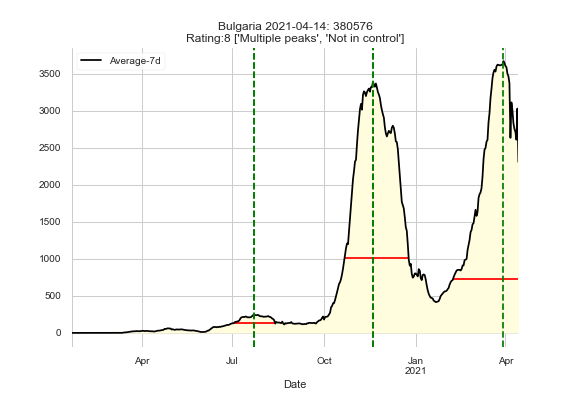 Bulgaria 2021-04-14: 380576
Rating:8 ['Multiple peaks', 'Not in control']
Average-7d
3500
3000
2500
2000
1500
1000
500
0
Apr Jul Oct Jan Apr
2021
Date